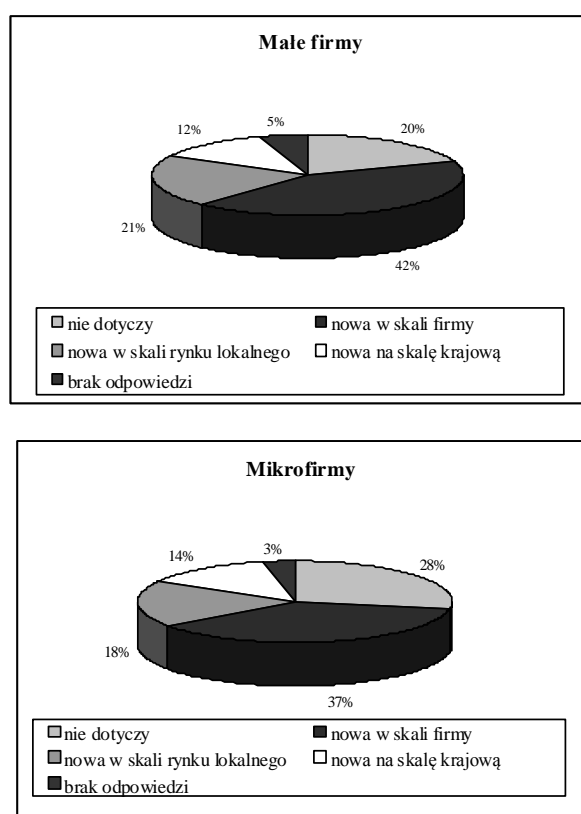 Małe firmy
12%
5%
20%
21%
42%
nie dotyczy
nowa w skali firmy
nowa w skali rynku lokalnego
nowa na skalę krajową
brak odpowiedzi
Mikrofirmy
14%
3%
28%
18%
37%
nie dotyczy
nowa w skali firmy
nowa w skali rynku lokalnego
nowa na skalę krajową
brak odpowiedzi